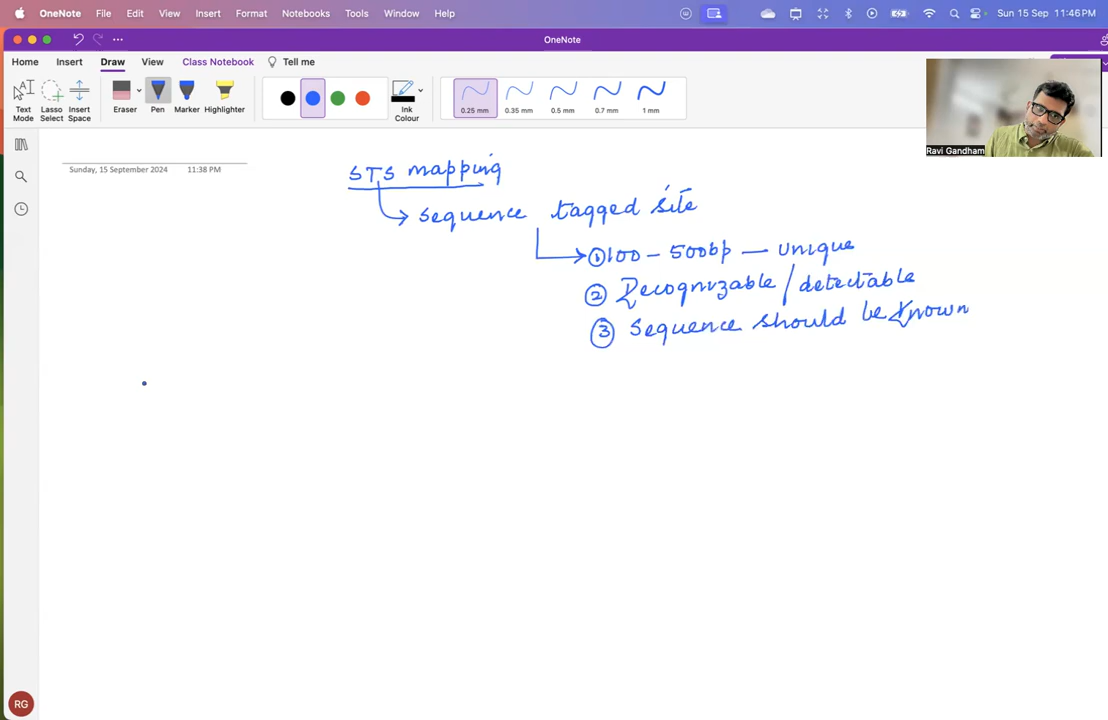 OneNote File Edit View Insert Format Notebooks Tools Window Help Sun 15 Sep 11:46 PM
OneNote
Home Insert Draw View Class Notebook Tell me
Text Mode Lasso Select Insert Space Eraser Pen Marker Highlighter Ink Colour 0.25 mm 0.35 mm 0.5 mm 0.7 mm 1 mm
Ravi Gandham
Sunday, 15 September 2024 11:38 PM
STS mapping
sequence tagged site
① 100 - 500bp — unique
② Recognizable / detectable
③ Sequence should be known
RG